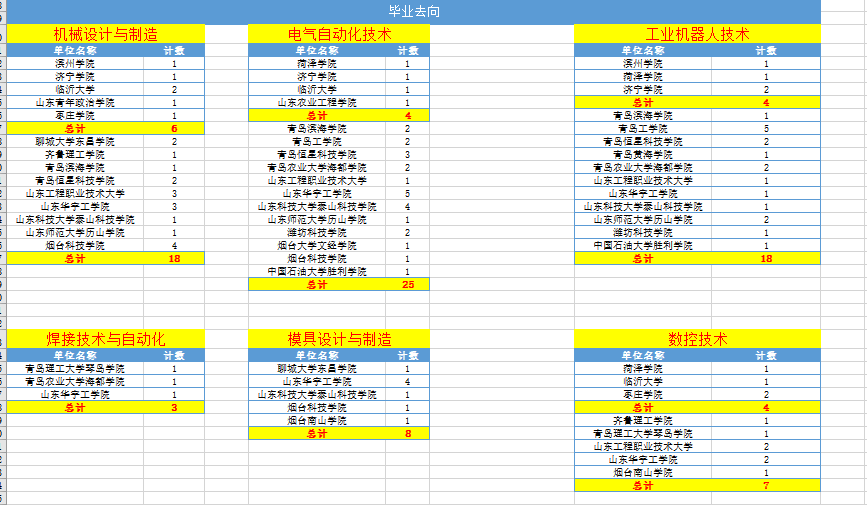 毕业去向
机械设计与制造 电气自动化技术 工业机器人技术
单位名称 计数 单位名称 计数 单位名称 计数
滨州学院 1 菏泽学院 1 滨州学院 1
济宁学院 1 济宁学院 1 菏泽学院 1
临沂大学 2 临沂大学 1 济宁学院 2
山东青年政治学院 1 山东农业工程学院 1 总计 4
枣庄学院 1 总计 4 青岛滨海学院 1
总计 6 青岛滨海学院 2 青岛工学院 5
聊城大学东昌学院 2 青岛工学院 2 青岛恒星科技学院 2
齐鲁理工学院 1 青岛恒星科技学院 3 青岛黄海学院 1
青岛滨海学院 1 青岛农业大学海都学院 2 青岛农业大学海都学院 2
青岛恒星科技学院 2 山东工程职业技术大学 1 山东工程职业技术大学 1
山东工程职业技术大学 3 山东华宇工学院 5 山东华宇工学院 1
山东华宇工学院 3 山东科技大学泰山科技学院 4 山东科技大学泰山科技学院 1
山东科技大学泰山科技学院 1 山东师范大学历山学院 1 山东师范大学历山学院 2
山东师范大学历山学院 1 潍坊科技学院 2 潍坊科技学院 1
烟台科技学院 4 烟台大学文经学院 1 中国石油大学胜利学院 1
总计 18 烟台科技学院 1 总计 18
中国石油大学胜利学院 1
总计 25
焊接技术与自动化 模具设计与制造 数控技术
单位名称 计数 单位名称 计数 单位名称 计数
青岛理工大学琴岛学院 1 聊城大学东昌学院 1 菏泽学院 1
青岛农业大学海都学院 1 山东华宇工学院 4 临沂大学 1
山东华宇工学院 1 山东科技大学泰山科技学院 1 枣庄学院 2
总计 3 烟台科技学院 1 总计 4
烟台南山学院 1 齐鲁理工学院 1
总计 8 青岛理工大学琴岛学院 1
山东工程职业技术大学 2
山东华宇工学院 2
烟台南山学院 1
总计 7